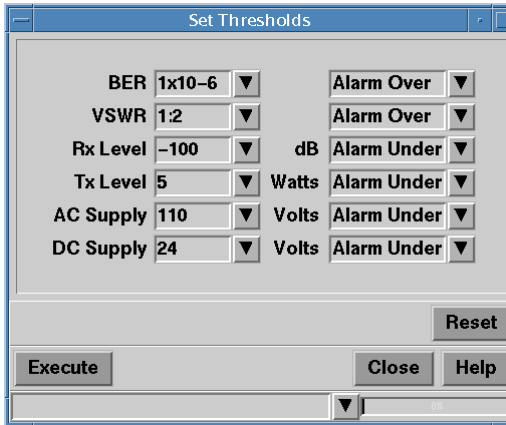 Set Thresholds
BER 1x10-6 Alarm Over
VSWR 1:2 Alarm Over
Rx Level -100 dB Alarm Under
Tx Level 5 Watts Alarm Under
AC Supply 110 Volts Alarm Under
DC Supply 24 Volts Alarm Under
Reset
Execute Close Help
0%